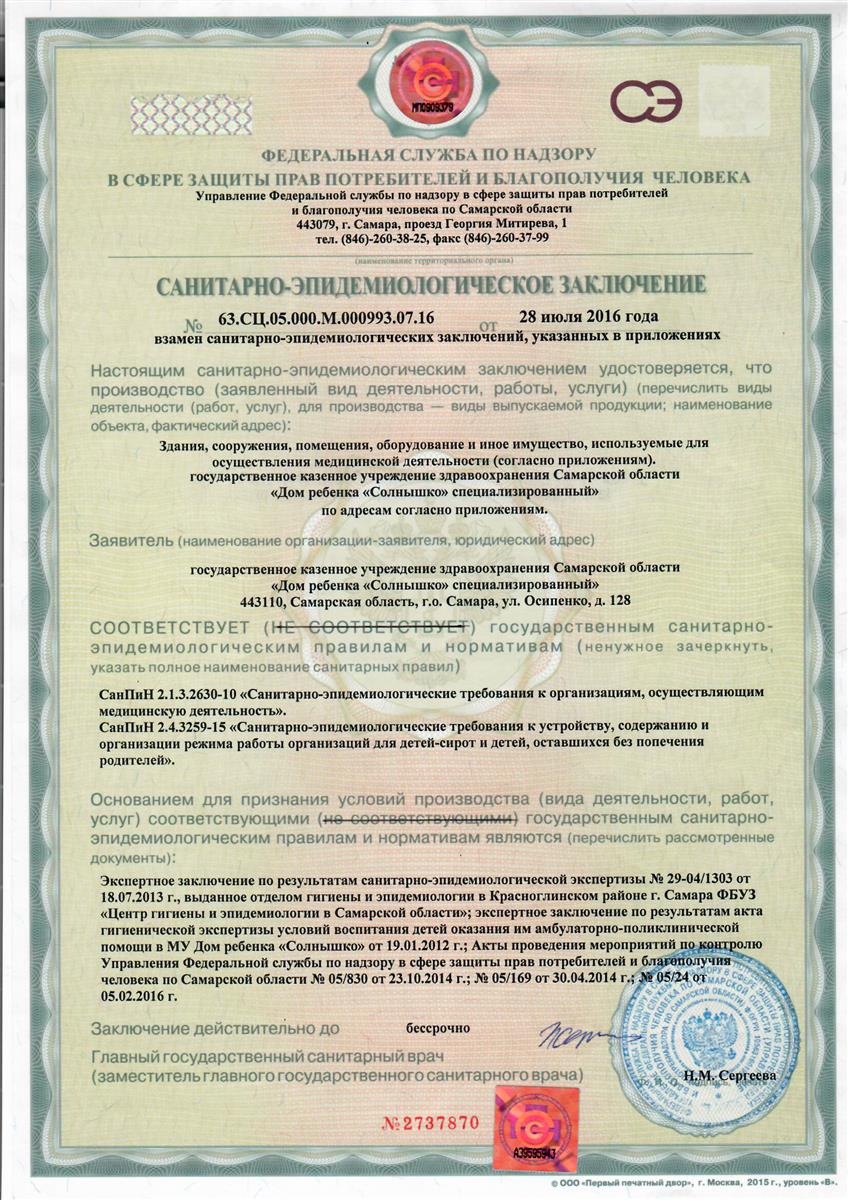 МП0909379
СЭ
ФЕДЕРАЛЬНАЯ СЛУЖБА ПО НАДЗОРУ
В СФЕРЕ ЗАЩИТЫ ПРАВ ПОТРЕБИТЕЛЕЙ И БЛАГОПОЛУЧИЯ ЧЕЛОВЕКА
Управление Федеральной службы по надзору в сфере защиты прав потребителей
и благополучия человека по Самарской области
443079, г. Самара, проезд Георгия Митирева, 1
тел. (846)-260-38-25, факс (846)-260-37-99
(наименование территориального органа)
САНИТАРНО-ЭПИДЕМИОЛОГИЧЕСКОЕ ЗАКЛЮЧЕНИЕ
№ 63.СЦ.05.000.М.000993.07.16 от 28 июля 2016 года
взамен санитарно-эпидемиологических заключений, указанных в приложениях
Настоящим санитарно-эпидемиологическим заключением удостоверяется, что
производство (заявленный вид деятельности, работы, услуги) (перечислить виды
деятельности (работ, услуг), для производства — виды выпускаемой продукции; наименование
объекта, фактический адрес):
Здания, сооружения, помещения, оборудование и иное имущество, используемые для
осуществления медицинской деятельности (согласно приложениям).
государственное казенное учреждение здравоохранения Самарской области
«Дом ребенка «Солнышко» специализированный»
по адресам согласно приложениям.
Заявитель (наименование организации-заявителя, юридический адрес)
государственное казенное учреждение здравоохранения Самарской области
«Дом ребенка «Солнышко» специализированный»
443110, Самарская область, г.о. Самара, ул. Осипенко, д. 128
СООТВЕТСТВУЕТ (НЕ СООТВЕТСТВУЕТ) государственным санитарно-
эпидемиологическим правилам и нормативам (ненужное зачеркнуть,
указать полное наименование санитарных правил)
СанПиН 2.1.3.2630-10 «Санитарно-эпидемиологические требования к организациям, осуществляющим
медицинскую деятельность».
СанПиН 2.4.3259-15 «Санитарно-эпидемиологические требования к устройству, содержанию и
организации режима работы организаций для детей-сирот и детей, оставшихся без попечения
родителей».
Основанием для признания условий производства (вида деятельности, работ,
услуг) соответствующими (не соответствующими) государственным санитарно-
эпидемиологическим правилам и нормативам являются (перечислить рассмотренные
документы):
Экспертное заключение по результатам санитарно-эпидемиологической экспертизы № 29-04/1303 от
18.07.2013 г., выданное отделом гигиены и эпидемиологии в Красноглинском районе г. Самара ФБУЗ
«Центр гигиены и эпидемиологии в Самарской области»; экспертное заключение по результатам акта
гигиенической экспертизы условий воспитания детей оказания им амбулаторно-поликлинической
помощи в МУ Дом ребенка «Солнышко» от 19.01.2012 г.; Акты проведения мероприятий по контролю
Управления Федеральной службы по надзору в сфере защиты прав потребителей и благополучия
человека по Самарской области № 05/830 от 23.10.2014 г.; № 05/169 от 30.04.2014 г.; № 05/24 от
05.02.2016 г.
Заключение действительно до бессрочно
Главный государственный санитарный врач
(заместитель главного государственного санитарного врача)
Н.М. Сергеева
Ф. И. О., подпись, печать
№2737870
А3959594З
© ООО «Первый печатный двор», г. Москва, 2015 г., уровень «В».